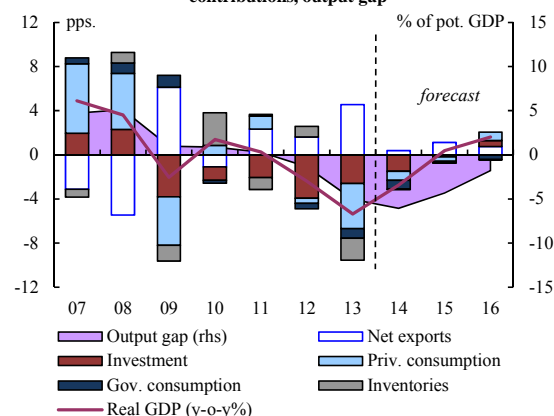 contributions, output gap
pps. % of pot. GDP
12 15
8 10
forecast
4 5
0 0
-4 -5
-8 -10
-12 -15
07 08 09 10 11 12 13 14 15 16
Output gap (rhs) Net exports
Investment Priv. consumption
Gov. consumption Inventories
Real GDP (y-o-y%)